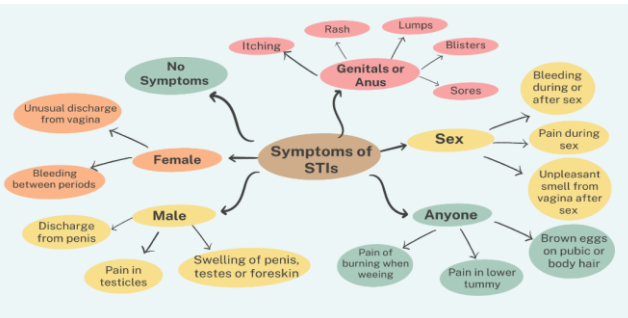 Symptoms of
STIs
No
Symptoms
Genitals or
Anus
Itching
Rash
Lumps
Blisters
Sores
Sex
Bleeding
during or
after sex
Pain during
sex
Unpleasant
smell from
vagina after
sex
Anyone
Pain of
burning when
weeing
Pain in lower
tummy
Brown eggs
on pubic or
body hair
Male
Discharge
from penis
Pain in
testicles
Swelling of penis,
testes or foreskin
Female
Unusual discharge
from vagina
Bleeding
between periods